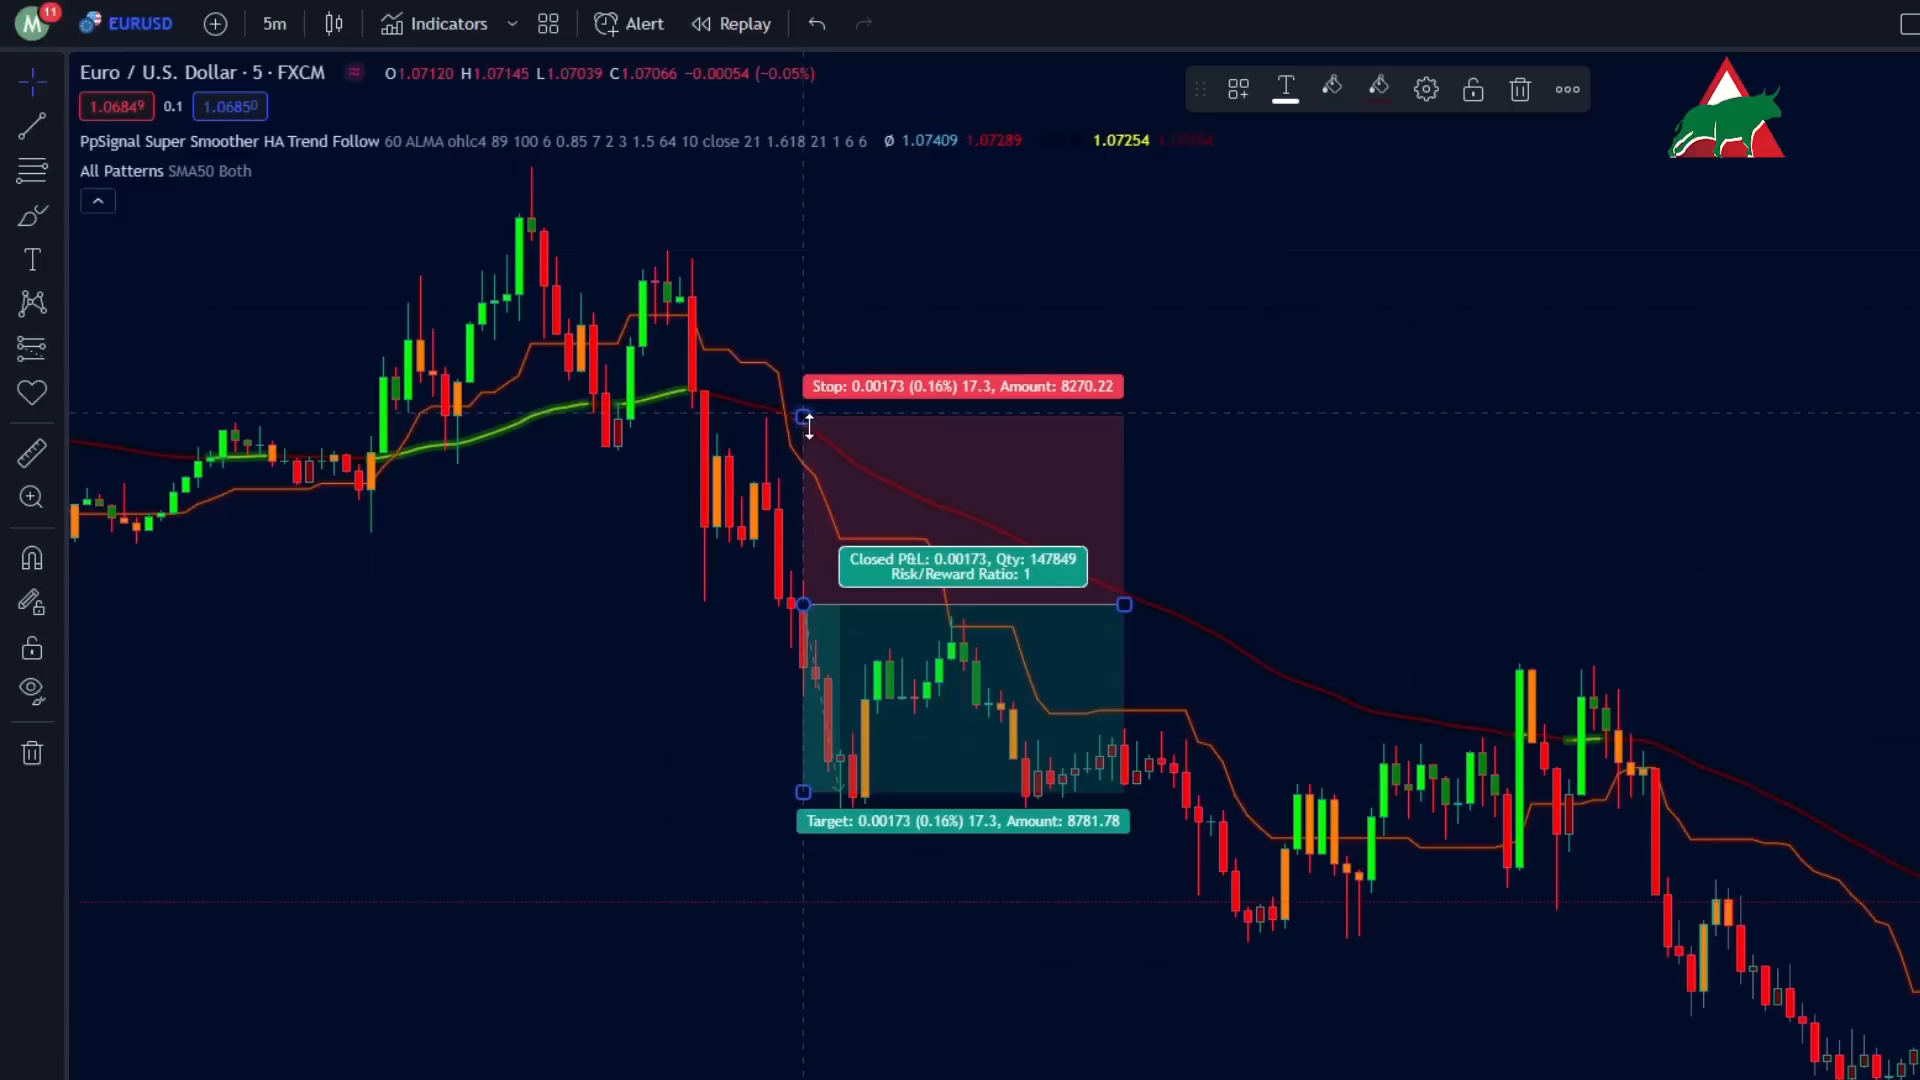 M 11 EURUSD 5m Indicators Alert Replay
Euro / U.S. Dollar · 5 · FXCM O1.07120 H1.07145 L1.07039 C1.07066 −0.00054 (−0.05%)
1.06849 0.1 1.06850
PpSignal Super Smoother HA Trend Follow 60 ALMA ohlc4 89 100 6 0.85 7 2 3 1.5 64 10 close 21 1.618 21 1 6 6 Ø 1.07409 1.07289 1.07254
All Patterns SMA50 Both
Stop: 0.00173 (0.16%) 17.3, Amount: 8270.22
Closed P&L: 0.00173, Qty: 147849
Risk/Reward Ratio: 1
Target: 0.00173 (0.16%) 17.3, Amount: 8781.78